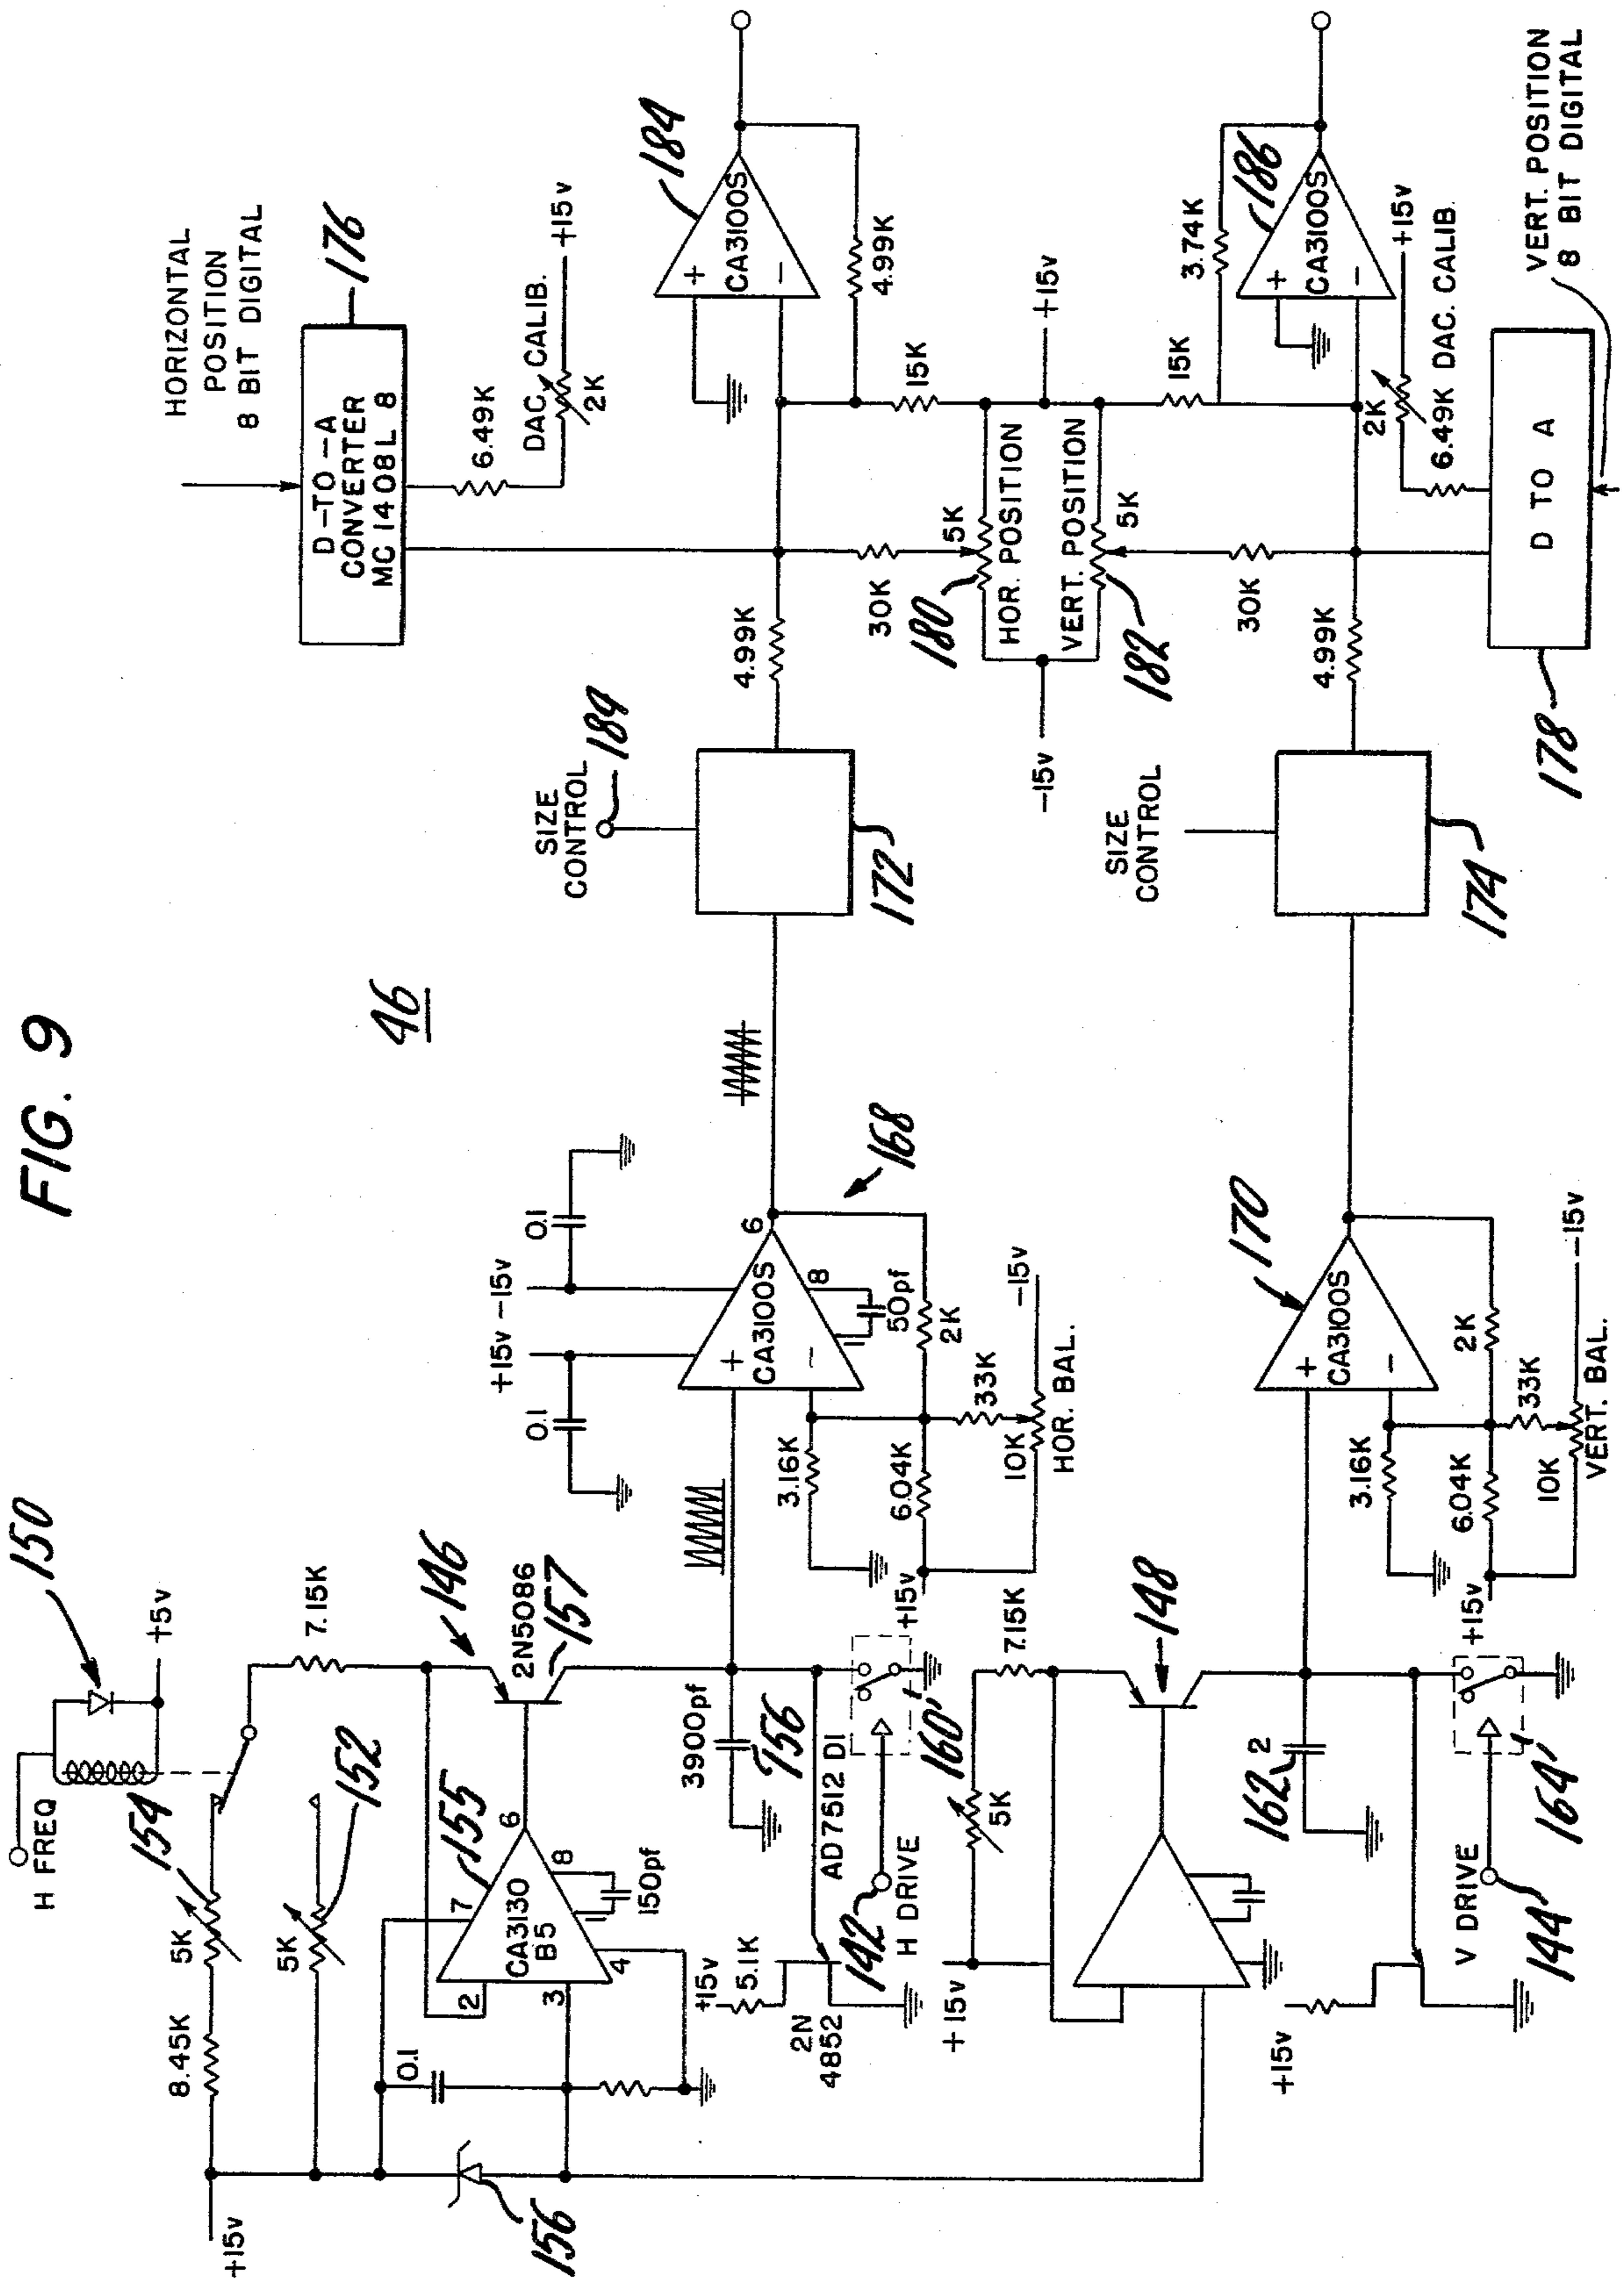 FIG. 9
46
150
H FREQ
+5v
154
152
5K
8.45K
5K
7.15K
146
2N5086
157
155
CA3130
B5
7
2
3
4
6
8
150pf
0.1
+15v
156
3900pf
156
+15v
5.1K
2N
4852
AD7512 DI
142
H DRIVE
160'
0.1
+15v
-15v
0.1
CA3100S
+
-
6
8
50pf
168
3.16K
2K
6.04K
33K
10K
HOR. BAL.
+15v
-15v
SIZE
CONTROL
184
172
4.99K
HORIZONTAL
POSITION
8 BIT DIGITAL
176
D-TO-A
CONVERTER
MC 1408L 8
6.49K
DAC. CALIB.
2K
+15v
184
CA3100S
+
-
4.99K
15K
30K
5K
180
HOR. POSITION
+15v
-15v
VERT. POSITION
182
5K
30K
15K
3.74K
186
CA3100S
+
-
+15v
2K
6.49K DAC. CALIB.
D TO A
178
VERT. POSITION
8 BIT DIGITAL
4.99K
SIZE
CONTROL
174
170
CA3100S
+
-
3.16K
2K
6.04K
33K
10K
VERT. BAL.
+15v
-15v
+15v
5K
7.15K
148
162
2
+15v
V DRIVE
144
164'